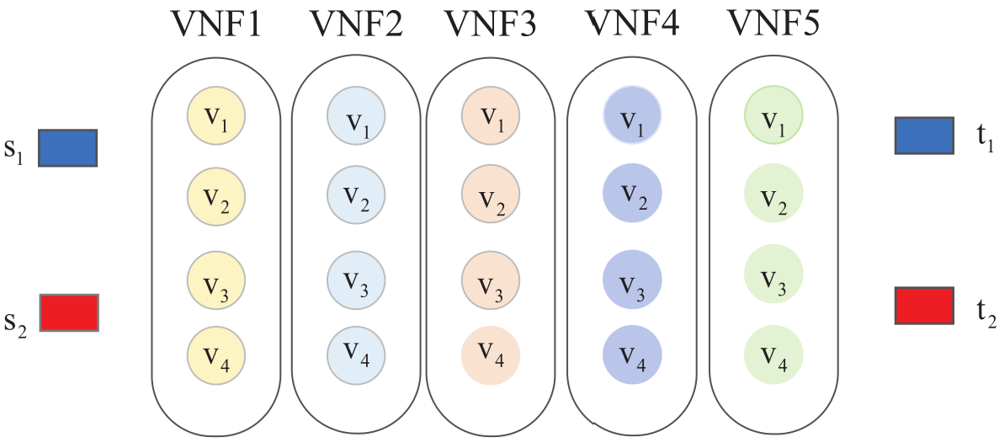 VNF1 VNF2 VNF3 VNF4 VNF5
v1 v1 v1 v1 v1
s1 t1
v2 v2 v2 v2 v2
v3 v3 v3 v3 v3
s2 t2
v4 v4 v4 v4 v4